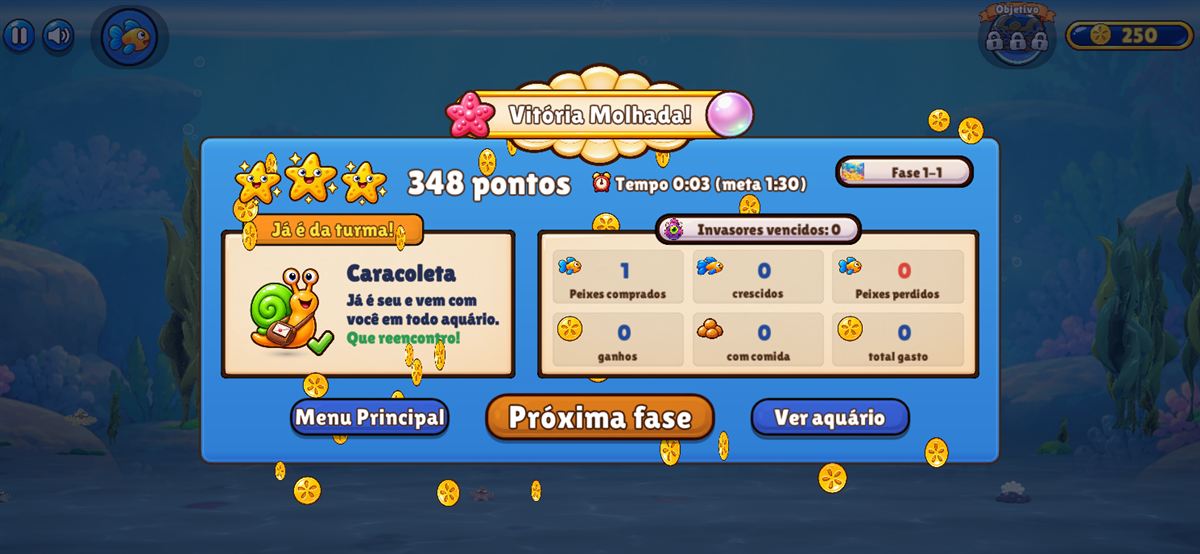 Objetivo
250
Vitória Molhada!
348 pontos
Tempo 0:03 (meta 1:30)
Fase 1-1
Já é da turma!
Caracoleta
Já é seu e vem com
você em todo aquário.
Que reencontro!
Invasores vencidos: 0
1
Peixes comprados
0
crescidos
0
Peixes perdidos
0
ganhos
0
com comida
0
total gasto
Menu Principal
Próxima fase
Ver aquário